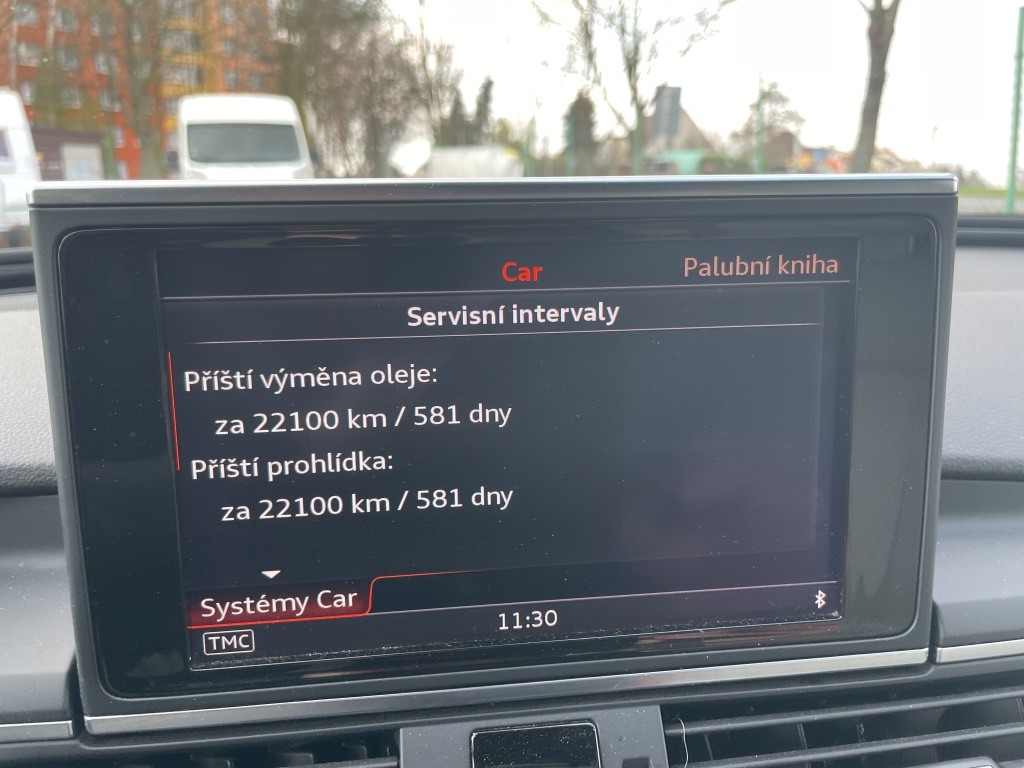 Car
Palubní kniha
Servisní intervaly
Příští výměna oleje:
za 22100 km / 581 dny
Příští prohlídka:
za 22100 km / 581 dny
Systémy Car
TMC
11:30